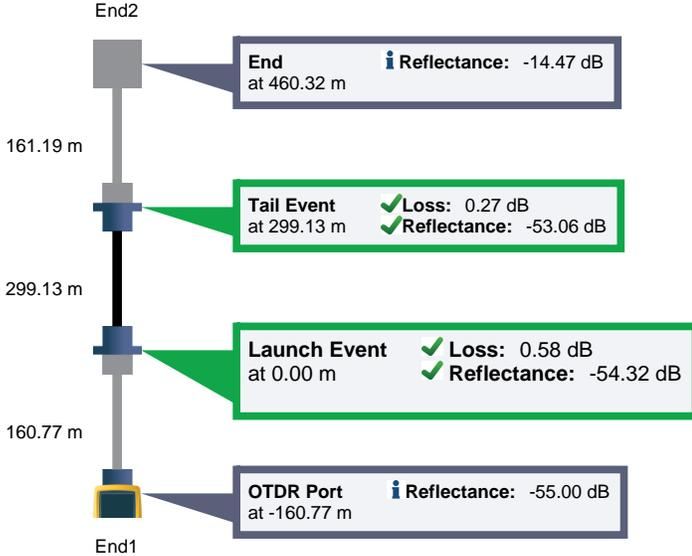 End2
End Reflectance: -14.47 dB
at 460.32 m
161.19 m
Tail Event Loss: 0.27 dB
at 299.13 m Reflectance: -53.06 dB
299.13 m
Launch Event Loss: 0.58 dB
at 0.00 m Reflectance: -54.32 dB
160.77 m
OTDR Port Reflectance: -55.00 dB
at -160.77 m
End1